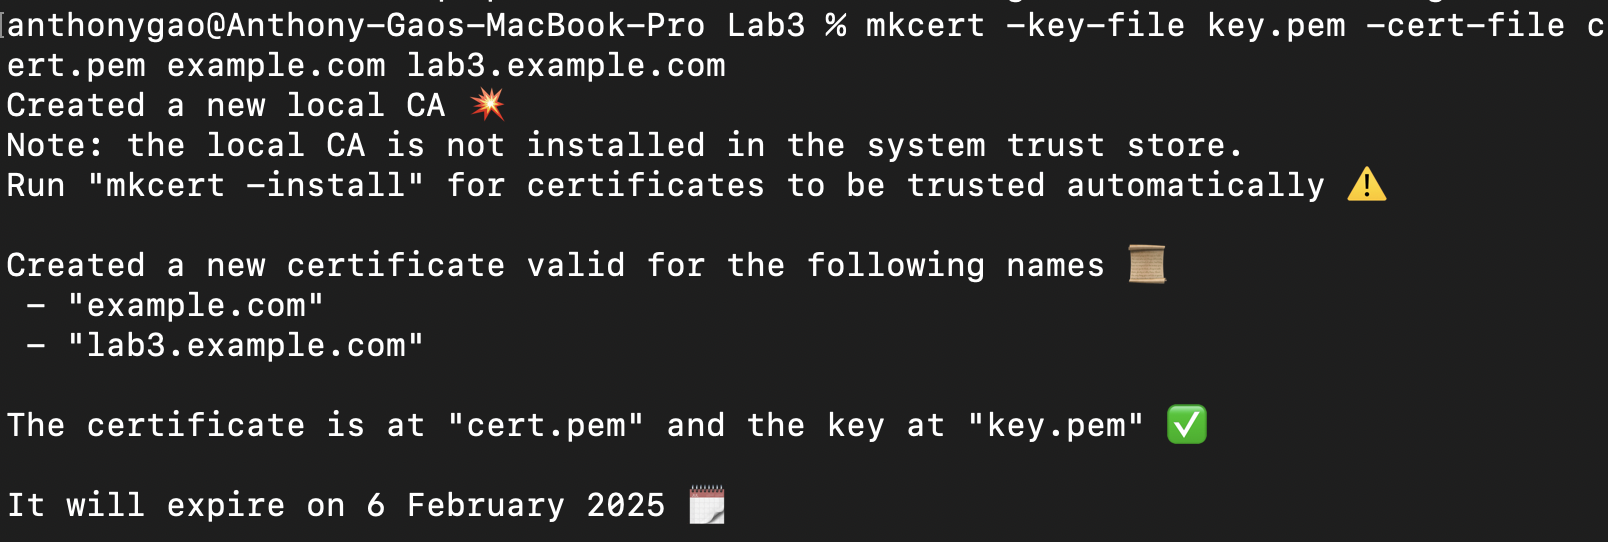 anthonygao@Anthony-Gaos-MacBook-Pro Lab3 % mkcert -key-file key.pem -cert-file c
ert.pem example.com lab3.example.com
Created a new local CA 💥
Note: the local CA is not installed in the system trust store.
Run "mkcert -install" for certificates to be trusted automatically ⚠️
Created a new certificate valid for the following names 📜
- "example.com"
- "lab3.example.com"
The certificate is at "cert.pem" and the key at "key.pem" ✅
It will expire on 6 February 2025 🗓